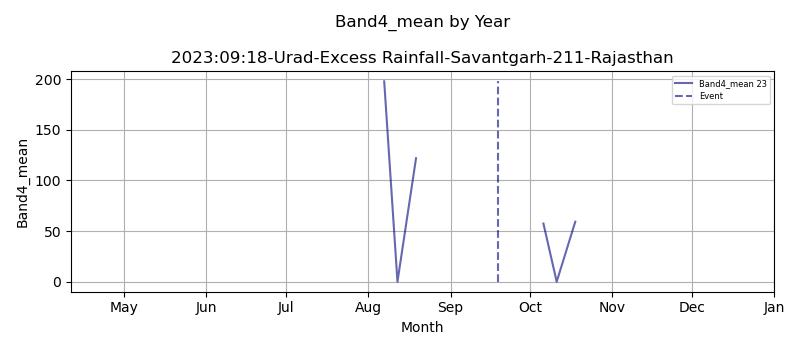 Band4_mean by Year
2023:09:18-Urad-Excess Rainfall-Savantgarh-211-Rajasthan
200
150
100
50
0
Band4_mean
Band4_mean 23
Event
May Jun Jul Aug Sep Oct Nov Dec Jan
Month